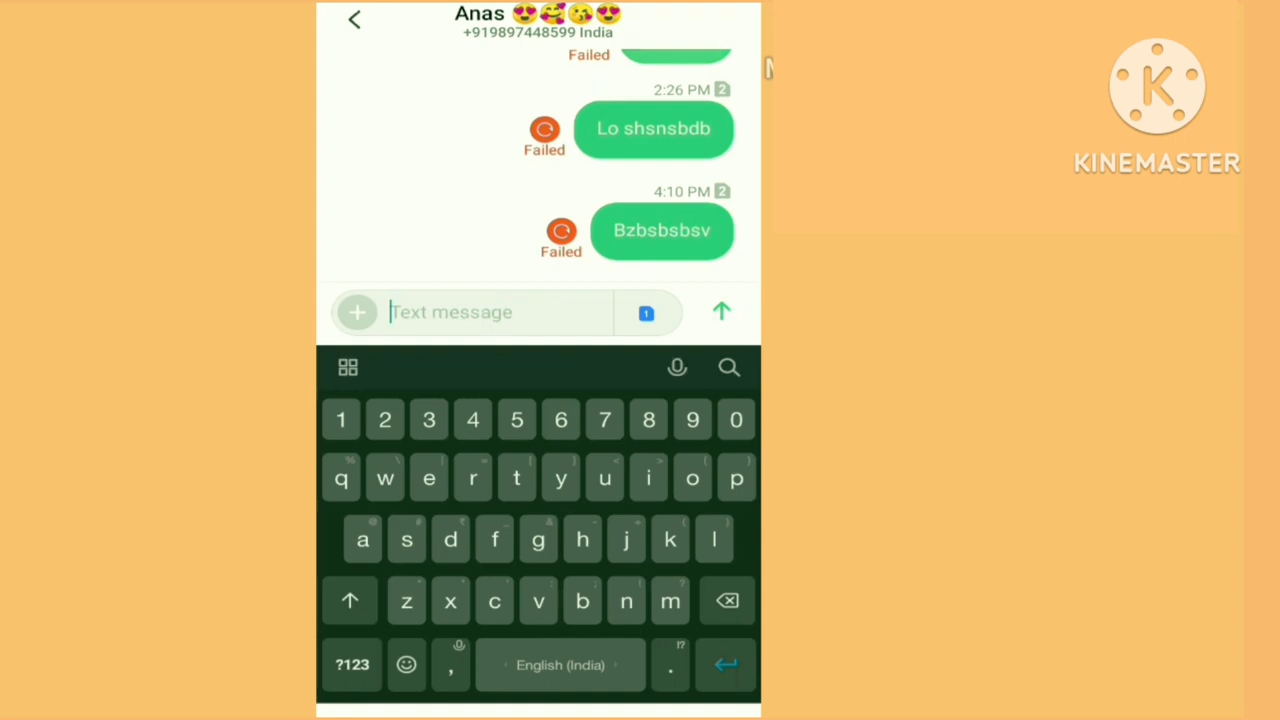 Anas 😍🥰😘😍
+919897448599 India
Failed
2:26 PM 2
Lo shsnsbdb
Failed
4:10 PM 2
Bzbsbsbsv
Failed
Text message
1
1 2 3 4 5 6 7 8 9 0
q w e r t y u i o p
a s d f g h j k l
z x c v b n m
?123 , English (India) . !?
K
KINEMASTER